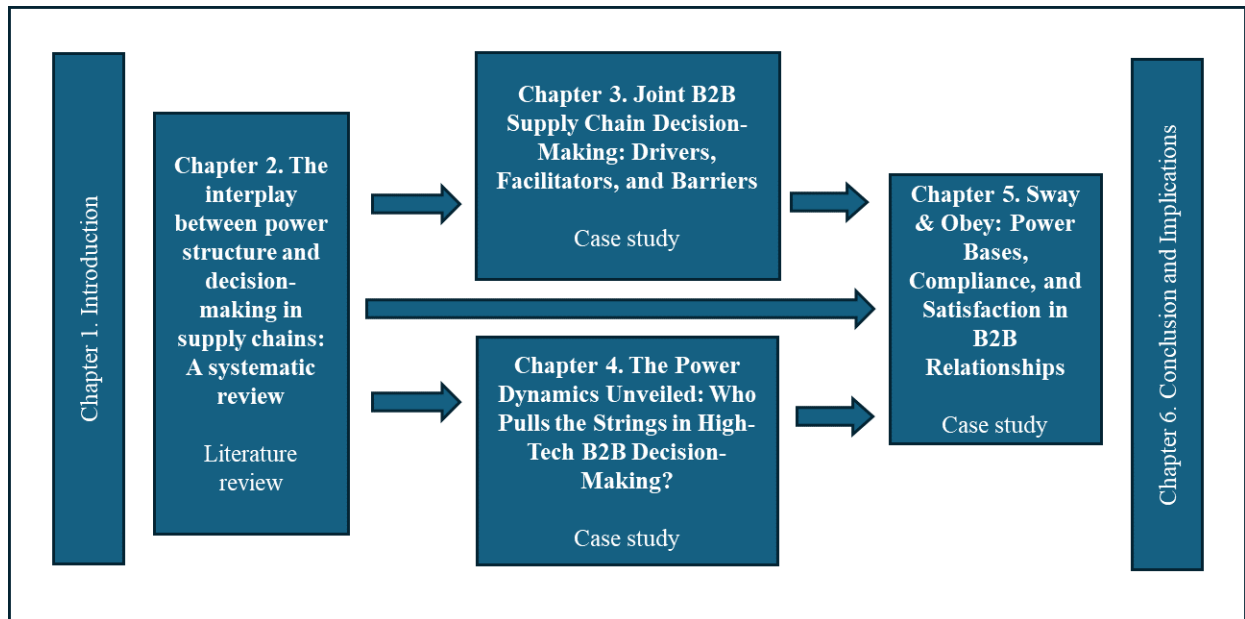 Chapter 1. Introduction
Chapter 2. The
interplay
between power
structure and
decision-
making in
supply chains:
A systematic
review
Literature
review
Chapter 3. Joint B2B
Supply Chain Decision-
Making: Drivers,
Facilitators, and Barriers
Case study
Chapter 4. The Power
Dynamics Unveiled: Who
Pulls the Strings in High-
Tech B2B Decision-
Making?
Case study
Chapter 5. Sway
& Obey: Power
Bases,
Compliance, and
Satisfaction in
B2B
Relationships
Case study
Chapter 6. Conclusion and Implications